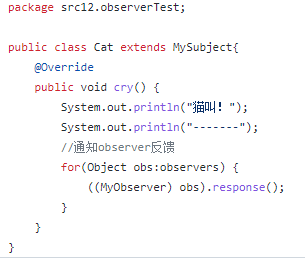 package src12.observerTest;
public class Cat extends MySubject{
@Override
public void cry() {
System.out.println("猫叫！");
System.out.println("-------");
//通知observer反馈
for(Object obs:observers) {
((MyObserver) obs).response();
}
}
}